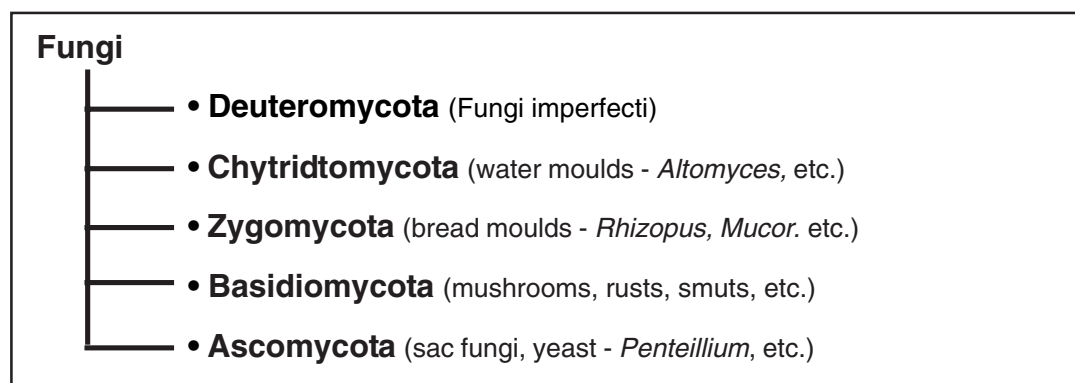 Fungi
• Deuteromycota (Fungi imperfecti)
• Chytridtomycota (water moulds - Altomyces, etc.)
• Zygomycota (bread moulds - Rhizopus, Mucor. etc.)
• Basidiomycota (mushrooms, rusts, smuts, etc.)
• Ascomycota (sac fungi, yeast - Penteillium, etc.)